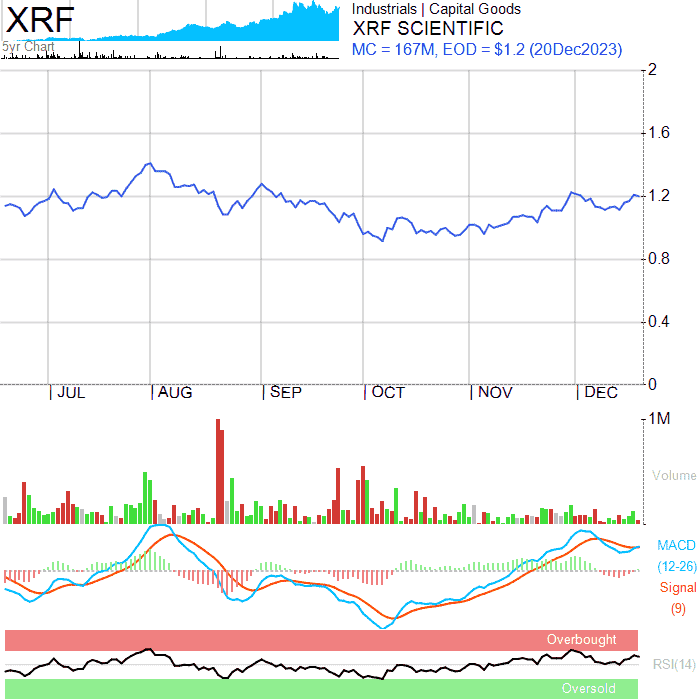 XRF
5yr Chart
Industrials | Capital Goods
XRF SCIENTIFIC
MC = 167M, EOD = $1.2 (20Dec2023)
2
1.6
1.2
0.8
0.4
0
JUL AUG SEP OCT NOV DEC
1M
Volume
MACD
(12-26)
Signal
(9)
Overbought
RSI(14)
Oversold